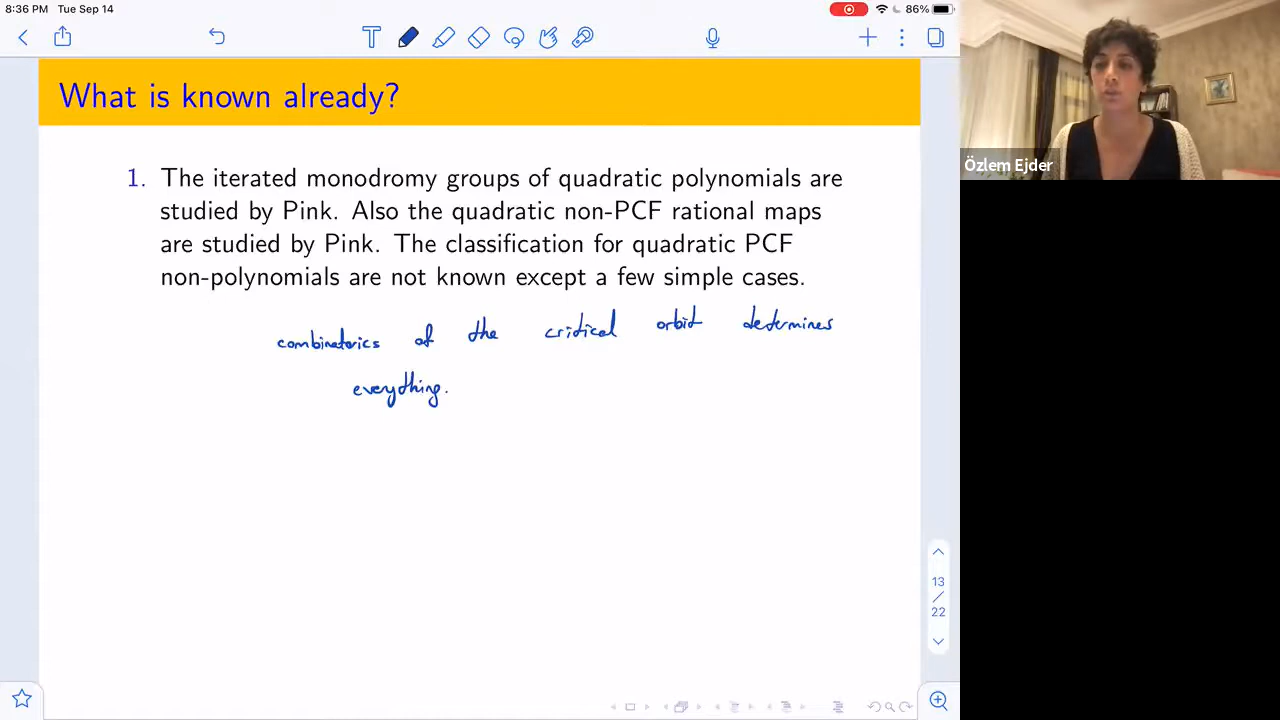 8:36 PM Tue Sep 14
86%
What is known already?
1. The iterated monodromy groups of quadratic polynomials are
studied by Pink. Also the quadratic non-PCF rational maps
are studied by Pink. The classification for quadratic PCF
non-polynomials are not known except a few simple cases.
combinatorics of the critical orbit determines
everything.
13
/
22
Özlem Ejder